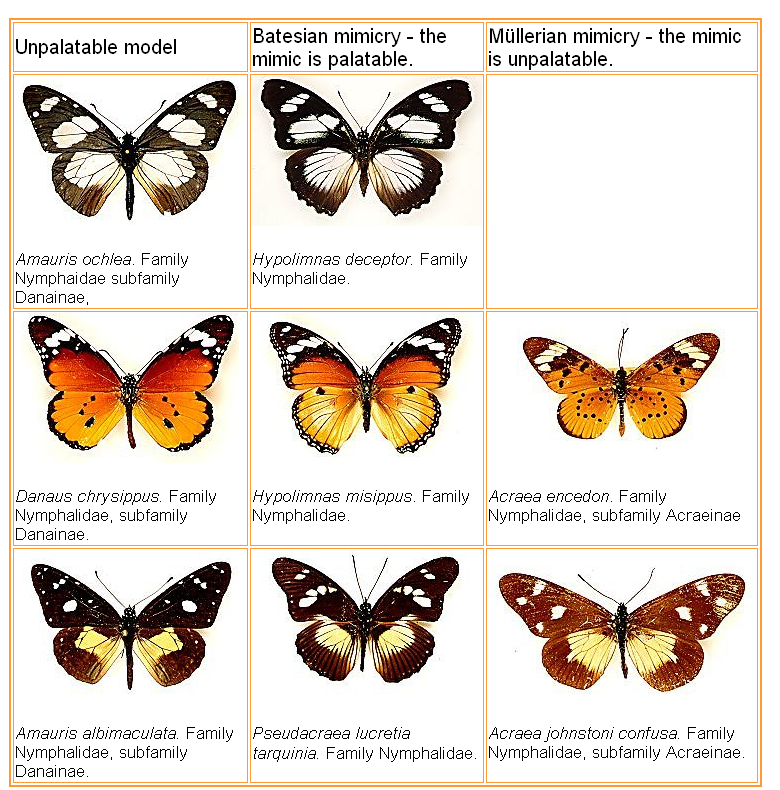 Unpalatable model
Batesian mimicry - the
mimic is palatable.
Müllerian mimicry - the mimic
is unpalatable.
Amauris ochlea. Family
Nymphaidae subfamily
Danainae,
Hypolimnas deceptor. Family
Nymphalidae.
Danaus chrysippus. Family
Nymphalidae, subfamily
Danainae.
Hypolimnas misippus. Family
Nymphalidae.
Acraea encedon. Family
Nymphalidae, subfamily Acraeinae
Amauris albimaculata. Family
Nymphalidae, subfamily
Danainae.
Pseudacraea lucretia
tarquinia. Family Nymphalidae.
Acraea johnstoni confusa. Family
Nymphalidae, subfamily Acraeinae.